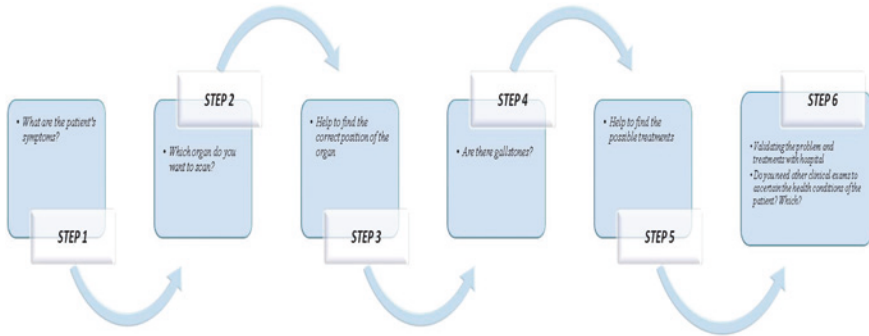 • What are the patient's
symptoms?
STEP 1
STEP 2
• Which organ do you
want to scan?
• Help to find the
correct position of the
organ
STEP 3
STEP 4
• Are there gallstones?
• Help to find the
possible treatments
STEP 5
STEP 6
• Validating the problem and
treatments with hospital
• Do you need other clinical exams to
ascertain the health conditions of the
patient? Which?